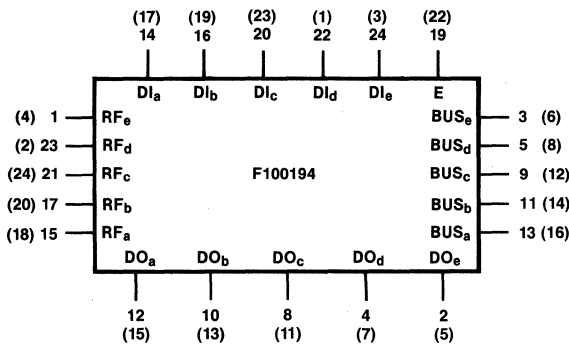 (17) (19) (23) (1) (3) (22)
14 16 20 22 24 19
DIa DIb DIc DId DIe E
(4) 1 RFe BUSe 3 (6)
(2) 23 RFd BUSd 5 (8)
(24) 21 RFc F100194 BUSc 9 (12)
(20) 17 RFb BUSb 11 (14)
(18) 15 RFa BUSa 13 (16)
DOa DOb DOc DOd DOe
12 10 8 4 2
(15) (13) (11) (7) (5)